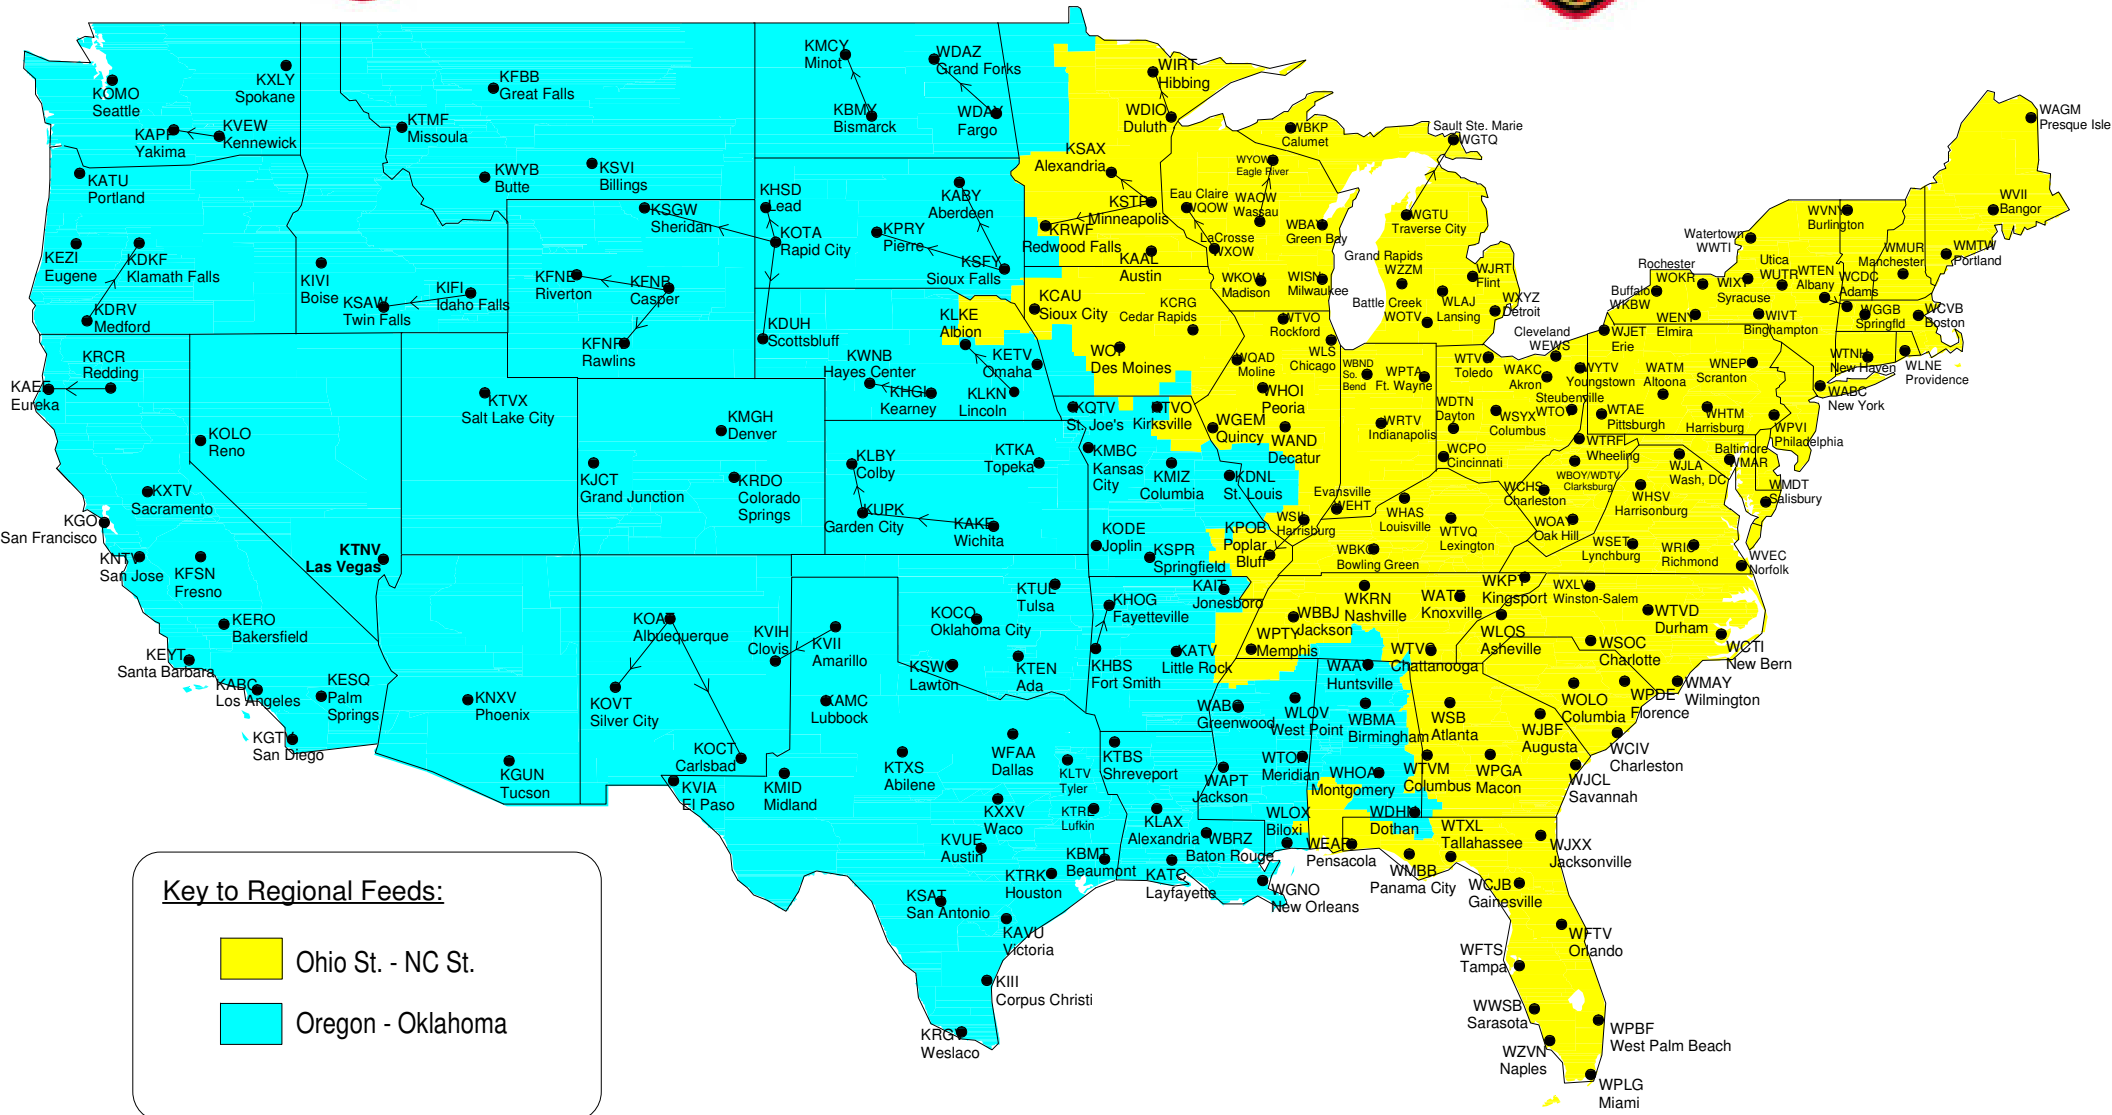 KOMO
Seattle
KXLY
Spokane
KAPP
Yakima
KVEW
Kennewick
KATU
Portland
KEZI
Eugene
KDKF
Klamath Falls
KDRV
Medford
KFBB
Great Falls
KTMF
Missoula
KWYB
Butte
KSVI
Billings
KIVI
Boise
KSAW
Twin Falls
KIFI
Idaho Falls
KSGW
Sheridan
KFNE
Riverton
KFNB
Casper
KFNR
Rawlins
KMCY
Minot
WDAZ
Grand Forks
KBMY
Bismarck
WDAY
Fargo
KHSD
Lead
KOTA
Rapid City
KABY
Aberdeen
KPRY
Pierre
KSFY
Sioux Falls
KDUH
Scottsbluff
KLKE
Albion
KWNB
Hayes Center
KHGI
Kearney
KETV
Omaha
KLKN
Lincoln
KRCR
Redding
KAEF
Eureka
KOLO
Reno
KTVX
Salt Lake City
KMGH
Denver
KJCT
Grand Junction
KRDO
Colorado
Springs
KLBY
Colby
KTKA
Topeka
KUPK
Garden City
KAKE
Wichita
KXTV
Sacramento
KGO
San Francisco
KNTV
San Jose
KFSN
Fresno
KTNV
Las Vegas
KERO
Bakersfield
KEYT
Santa Barbara
KABC
Los Angeles
KESQ
Palm
Springs
KGTV
San Diego
KNXV
Phoenix
KGUN
Tucson
KOAT
Albuequerque
KOVT
Silver City
KOCT
Carlsbad
KVIH
Clovis
KVII
Amarillo
KAMC
Lubbock
KVIA
El Paso
KMID
Midland
KTUL
Tulsa
KOCO
Oklahoma City
KSWO
Lawton
KTEN
Ada
KTXS
Abilene
WFAA
Dallas
KLTV
Tyler
KTRE
Lufkin
KXXV
Waco
KVUE
Austin
KTRK
Houston
KBMT
Beaumont
KSAT
San Antonio
KAVU
Victoria
KIII
Corpus Christi
KRGV
Weslaco
WIRT
Hibbing
WDIO
Duluth
KSAX
Alexandria
KSTP
Minneapolis
KRWF
Redwood Falls
KAAL
Austin
KCAU
Sioux City
KCRG
Cedar Rapids
WOI
Des Moines
KQTV
St. Joe's
KTVO
Kirksville
KMBC
Kansas
City
KMIZ
Columbia
KDNL
St. Louis
KODE
Joplin
KSPR
Springfield
KPOB
Poplar
Bluff
KAIT
Jonesboro
KHOG
Fayetteville
KHBS
Fort Smith
KATV
Little Rock
KTBS
Shreveport
KLAX
Alexandria
WBRZ
Baton Rouge
KATC
Layfayette
WGNO
New Orleans
WABG
Greenwood
WLOV
West Point
WTOK
Meridian
WAPT
Jackson
WLOX
Biloxi
WAAY
Huntsville
WBMA
Birmingham
WHOA
Montgomery
WDHN
Dothan
WBKP
Calumet
WYOW
Eagle River
Eau Claire
WQOW
WAOW
Wassau
WBAY
Green Bay
LaCrosse
WXOW
WKOW
Madison
WISN
Milwaukee
Sault Ste. Marie
WGTQ
WGTU
Traverse City
Grand Rapids
WZZM
WJRT
Flint
Battle Creek
WOTV
WLAJ
Lansing
WXYZ
Detroit
WTVO
Rockford
WLS
Chicago
WQAD
Moline
WHOI
Peoria
WGEM
Quincy
WAND
Decatur
WSIL
Harrisburg
WBND
So.
Bend
WPTA
Ft. Wayne
WRTV
Indianapolis
Evansville
WEHT
WTVG
Toledo
Cleveland
WEWS
WAKC
Akron
WYTV
Youngstown
Steubenville
WTOV
WDTN
Dayton
WSYX
Columbus
WCPO
Cincinnati
WHAS
Louisville
WTVQ
Lexington
WBKO
Bowling Green
WTRF
Wheeling
WBOY/WDTV
Clarksburg
WCHS
Charleston
WOAY
Oak Hill
WJET
Erie
WATM
Altoona
WNEP
Scranton
WTAE
Pittsburgh
WHTM
Harrisburg
WPVI
Philadelphia
Baltimore
WMAR
WJLA
Wash, DC
WMDT
Salisbury
WHSV
Harrisonburg
WSET
Lynchburg
WRIC
Richmond
WVEC
Norfolk
Watertown
WWTI
Rochester
WOKR
Buffalo
WKBW
WENY
Elmira
WIXT
Syracuse
Utica
WUTR
WTEN
Albany
WIVT
Binghampton
WCDC
Adams
WVNY
Burlington
WMUR
Manchester
WMTW
Portland
WAGM
Presque Isle
WVII
Bangor
WGGB
Springfld
WCVB
Boston
WTNH
New Haven
WLNE
Providence
WABC
New York
WBBJ
Jackson
WKRN
Nashville
WATE
Knoxville
WKPT
Kingsport
WPTY
Memphis
WTVC
Chattanooga
WXLV
Winston-Salem
WTVD
Durham
WLOS
Asheville
WSOC
Charlotte
WCTI
New Bern
WMAY
Wilmington
WOLO
Columbia
WPDE
Florence
WCIV
Charleston
WSB
Atlanta
WJBF
Augusta
WTVM
Columbus
WPGA
Macon
WJCL
Savannah
WEAR
Pensacola
WMBB
Panama City
WTXL
Tallahassee
WJXX
Jacksonville
WCJB
Gainesville
WFTV
Orlando
WFTS
Tampa
WWSB
Sarasota
WPBF
West Palm Beach
WZVN
Naples
WPLG
Miami
Key to Regional Feeds:
Ohio St. - NC St.
Oregon - Oklahoma